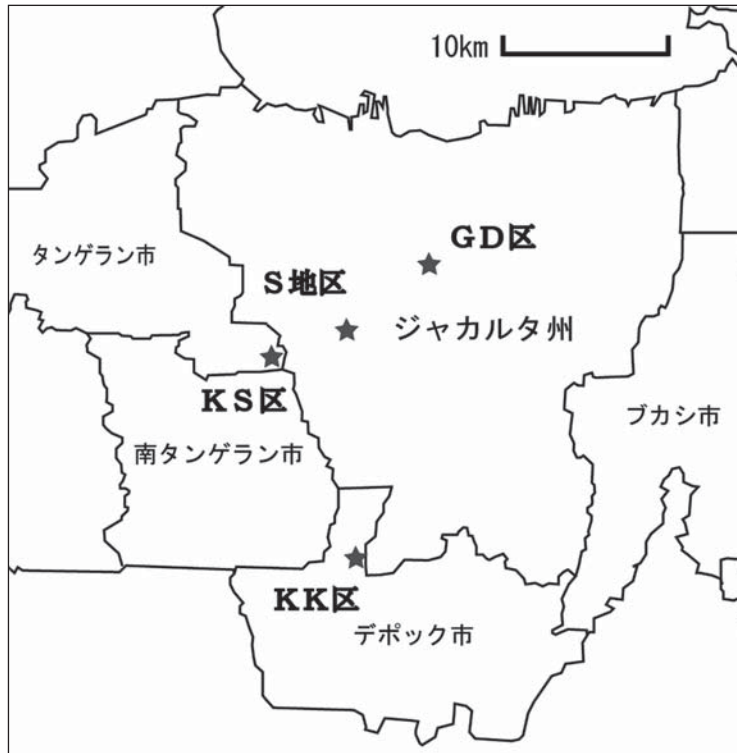 10km
GD区
タンゲラン市
S地区
ジャカルタ州
KS区
ブカシ市
南タンゲラン市
KK区
デポック市